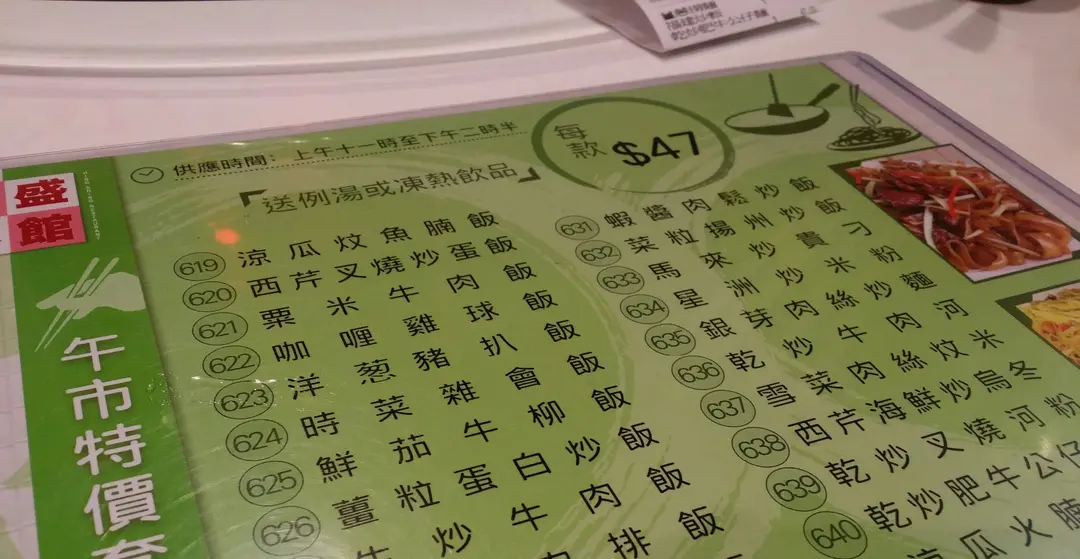 盛館
午市特價套
供應時間：上午十一時至下午二時半
每款 $47
送例湯或凍熱飲品
619 涼瓜炆魚腩飯
620 西芹叉燒炒蛋飯
621 粟米牛肉飯
622 咖喱雞球飯
623 洋葱豬扒飯
624 時菜雜會飯
625 鮮茄牛柳飯
626 薑粒蛋白炒飯
炒牛肉飯
排飯
631 蝦醬肉鬆炒飯
632 菜粒揚州炒飯
633 馬來炒貴刁
634 星洲炒米粉
635 銀芽肉絲炒麵
636 乾炒牛肉河
637 雪菜肉絲炆米
638 西芹海鮮炒烏冬
639 乾炒叉燒河粉
640 乾炒肥牛公仔
瓜火腩